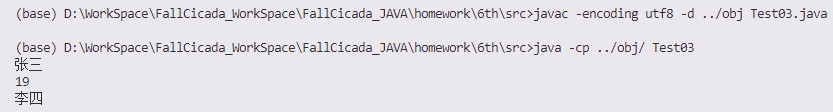 (base) D:\WorkSpace\FallCicada_WorkSpace\FallCicada_JAVA\homework\6th\src>javac -encoding utf8 -d ../obj Test03.java
(base) D:\WorkSpace\FallCicada_WorkSpace\FallCicada_JAVA\homework\6th\src>java -cp ../obj/ Test03
张三
19
李四